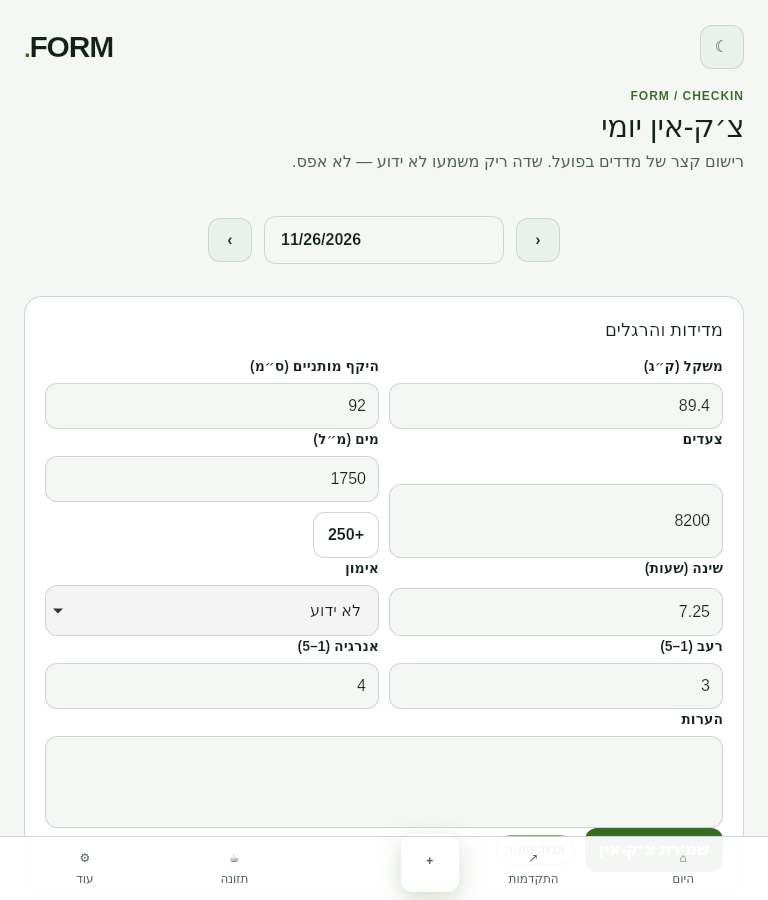 .FORM
☾
FORM / CHECKIN
צ׳ק-אין יומי
רישום קצר של מדדים בפועל. שדה ריק משמעו לא ידוע — לא אפס.
‹ 11/26/2026 ›
מדידות והרגלים
משקל (ק״ג)
89.4
היקף מותניים (ס״מ)
92
צעדים
8200
מים (מ״ל)
1750
+250
שינה (שעות)
7.25
אימון
לא ידוע
רעב (1–5)
3
אנרגיה (1–5)
4
הערות
שמירת צ׳ק-אין
הכול שמור
היום
התקדמות
+
תזונה
עוד